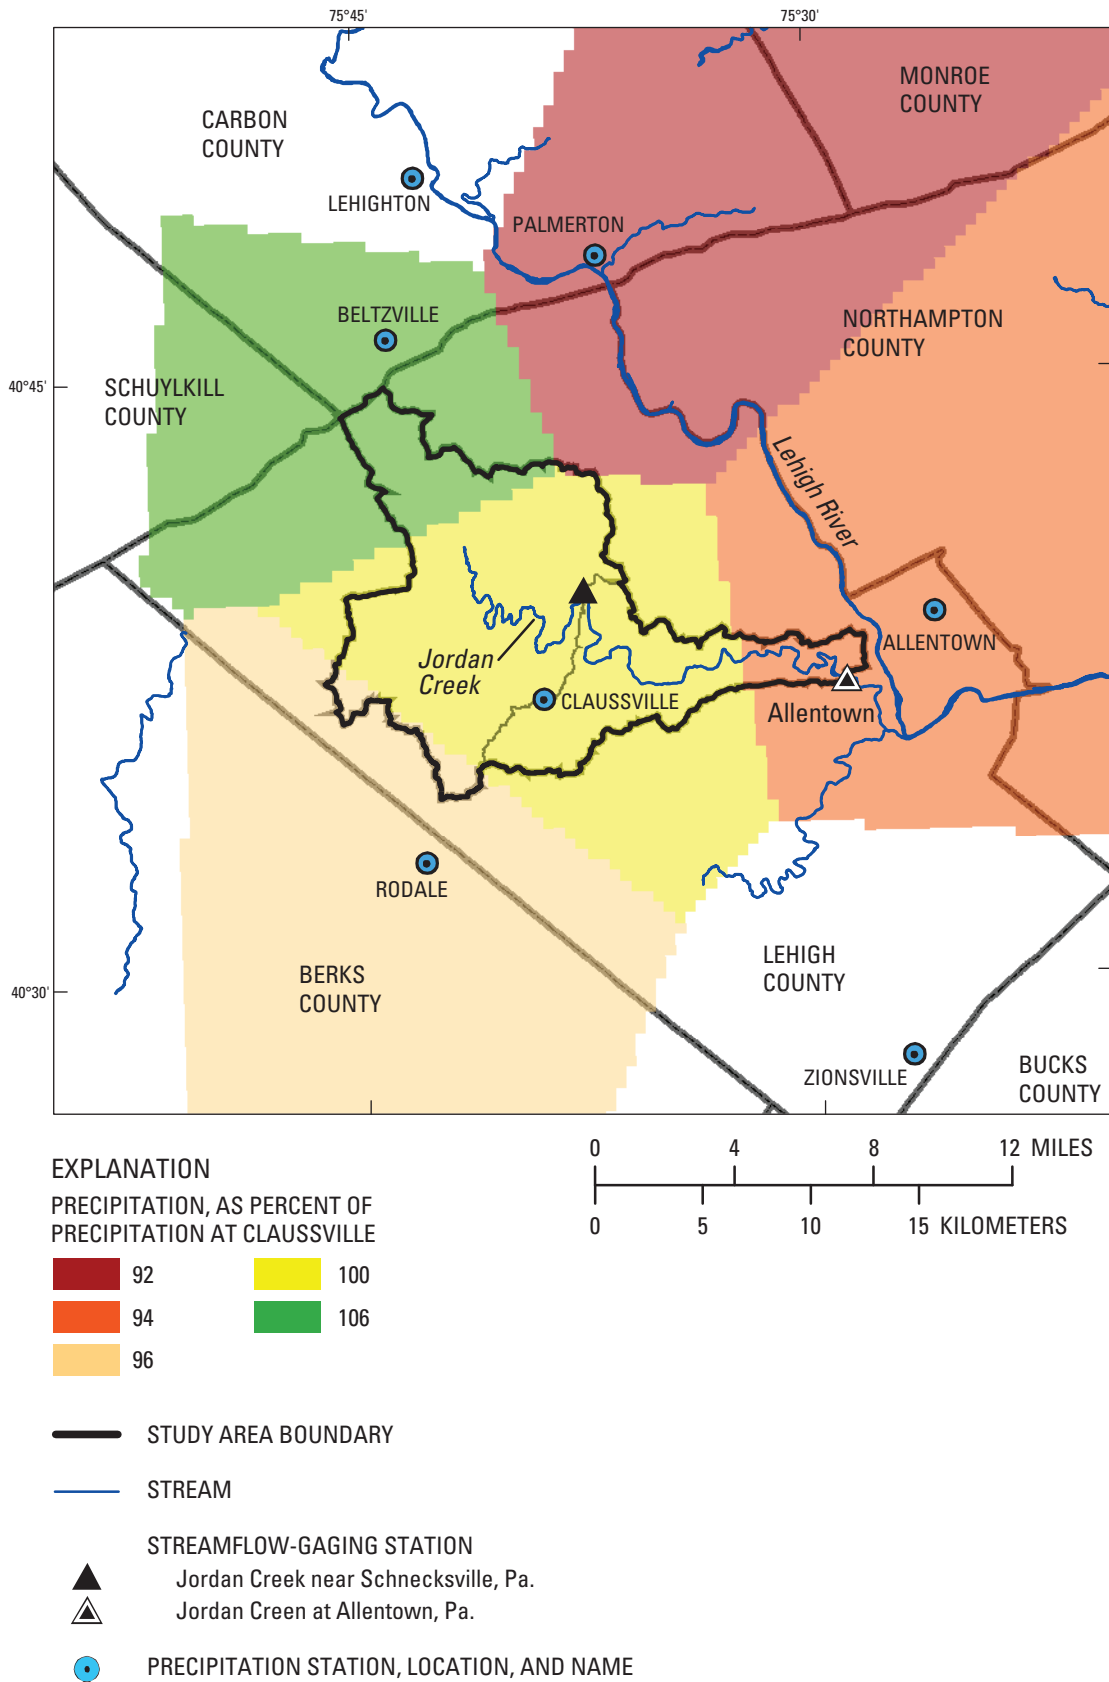 75°45'
75°30'
MONROE
COUNTY
CARBON
COUNTY
LEHIGHTON
PALMERTON
BELTZVILLE
NORTHAMPTON
COUNTY
40°45'
SCHUYLKILL
COUNTY
Lehigh River
ALLENTOWN
Jordan
Creek
CLAUSSVILLE
Allentown
RODALE
BERKS
COUNTY
LEHIGH
COUNTY
40°30'
ZIONSVILLE
BUCKS
COUNTY
0 4 8 12 MILES
0 5 10 15 KILOMETERS
EXPLANATION
PRECIPITATION, AS PERCENT OF
PRECIPITATION AT CLAUSSVILLE
92 100
94 106
96
STUDY AREA BOUNDARY
STREAM
STREAMFLOW-GAGING STATION
Jordan Creek near Schnecksville, Pa.
Jordan Creen at Allentown, Pa.
PRECIPITATION STATION, LOCATION, AND NAME